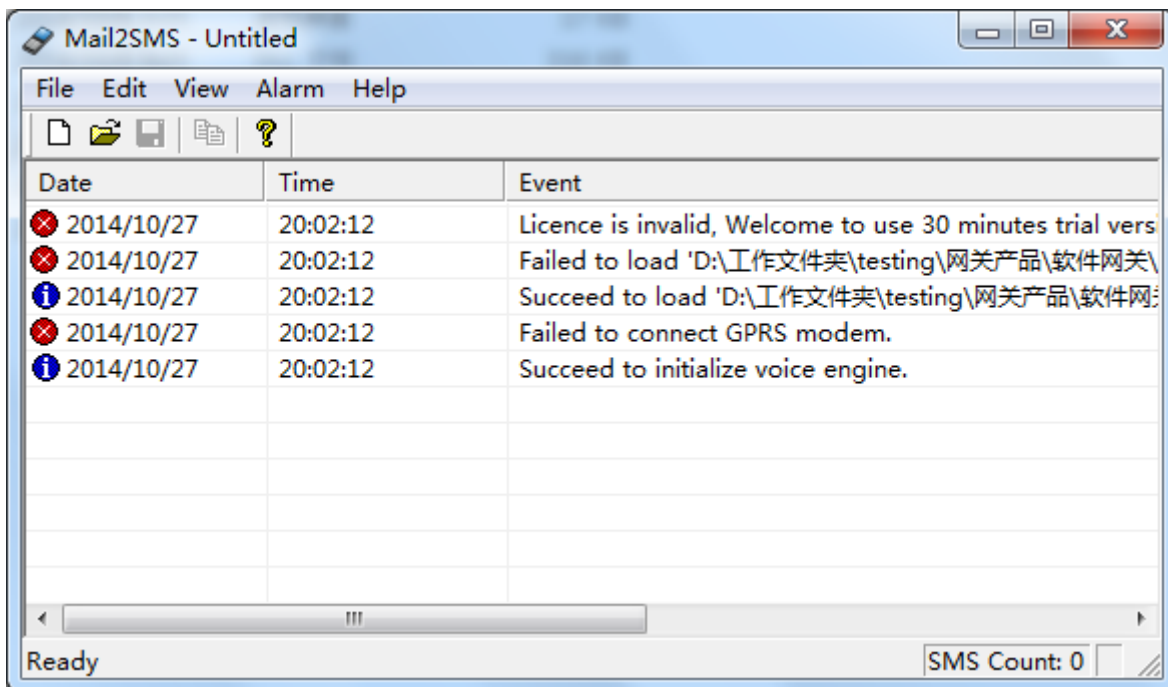 Mail2SMS - Untitled
File Edit View Alarm Help
Date Time Event
2014/10/27 20:02:12 Licence is invalid, Welcome to use 30 minutes trial
2014/10/27 20:02:12 Failed to load 'D:\工作文件夹\testing\网关产品\软件网关\
2014/10/27 20:02:12 Succeed to load 'D:\工作文件夹\testing\网关产品\软件网
2014/10/27 20:02:12 Failed to connect GPRS modem.
2014/10/27 20:02:12 Succeed to initialize voice engine.
Ready SMS Count: 0